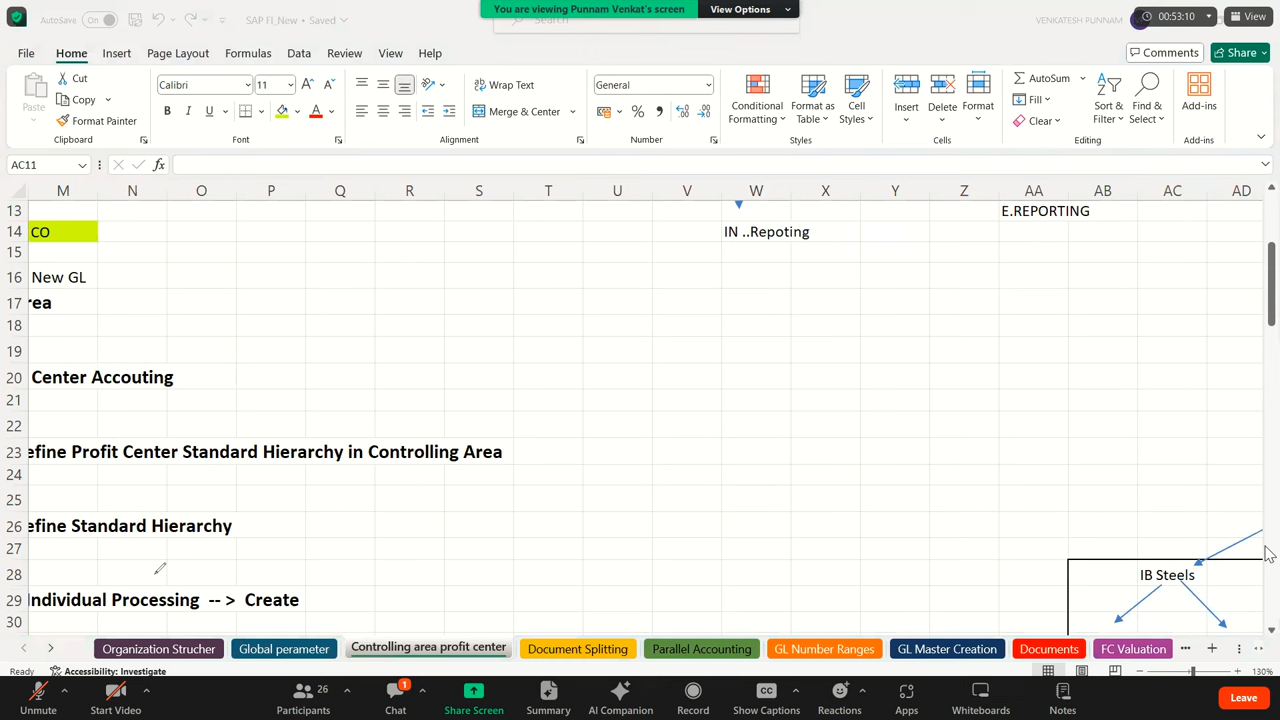 You are viewing Punnam Venkat's screen
View Options
AutoSave
Off
SAP FI_New • Saved
Search
VENKATESH PUNNAM
00:53:10
View
File
Home
Insert
Page Layout
Formulas
Data
Review
View
Help
Comments
Share
Paste
Cut
Copy
Format Painter
Clipboard
Calibri
11
B
I
U
Font
Wrap Text
Merge & Center
Alignment
General
Number
Conditional Formatting
Format as Table
Cell Styles
Styles
Insert
Delete
Format
Cells
AutoSum
Fill
Clear
Sort & Filter
Find & Select
Editing
Add-ins
Add-ins
AC11
fx
M N O P Q R S T U V W X Y Z AA AB AC AD
13 E.REPORTING
14 CO IN ..Repoting
15
16 New GL
17 rea
18
19
20 Center Accouting
21
22
23 efine Profit Center Standard Hierarchy in Controlling Area
24
25
26 efine Standard Hierarchy
27
28 IB Steels
29 Individual Processing -- > Create
30
Organization Strucher
Global perameter
Controlling area profit center
Document Splitting
Parallel Accounting
GL Number Ranges
GL Master Creation
Documents
FC Valuation
Ready
Accessibility: Investigate
130%
Unmute
Start Video
26
Participants
1
Chat
Share Screen
Summary
AI Companion
Record
CC
Show Captions
Reactions
Apps
Whiteboards
Notes
Leave